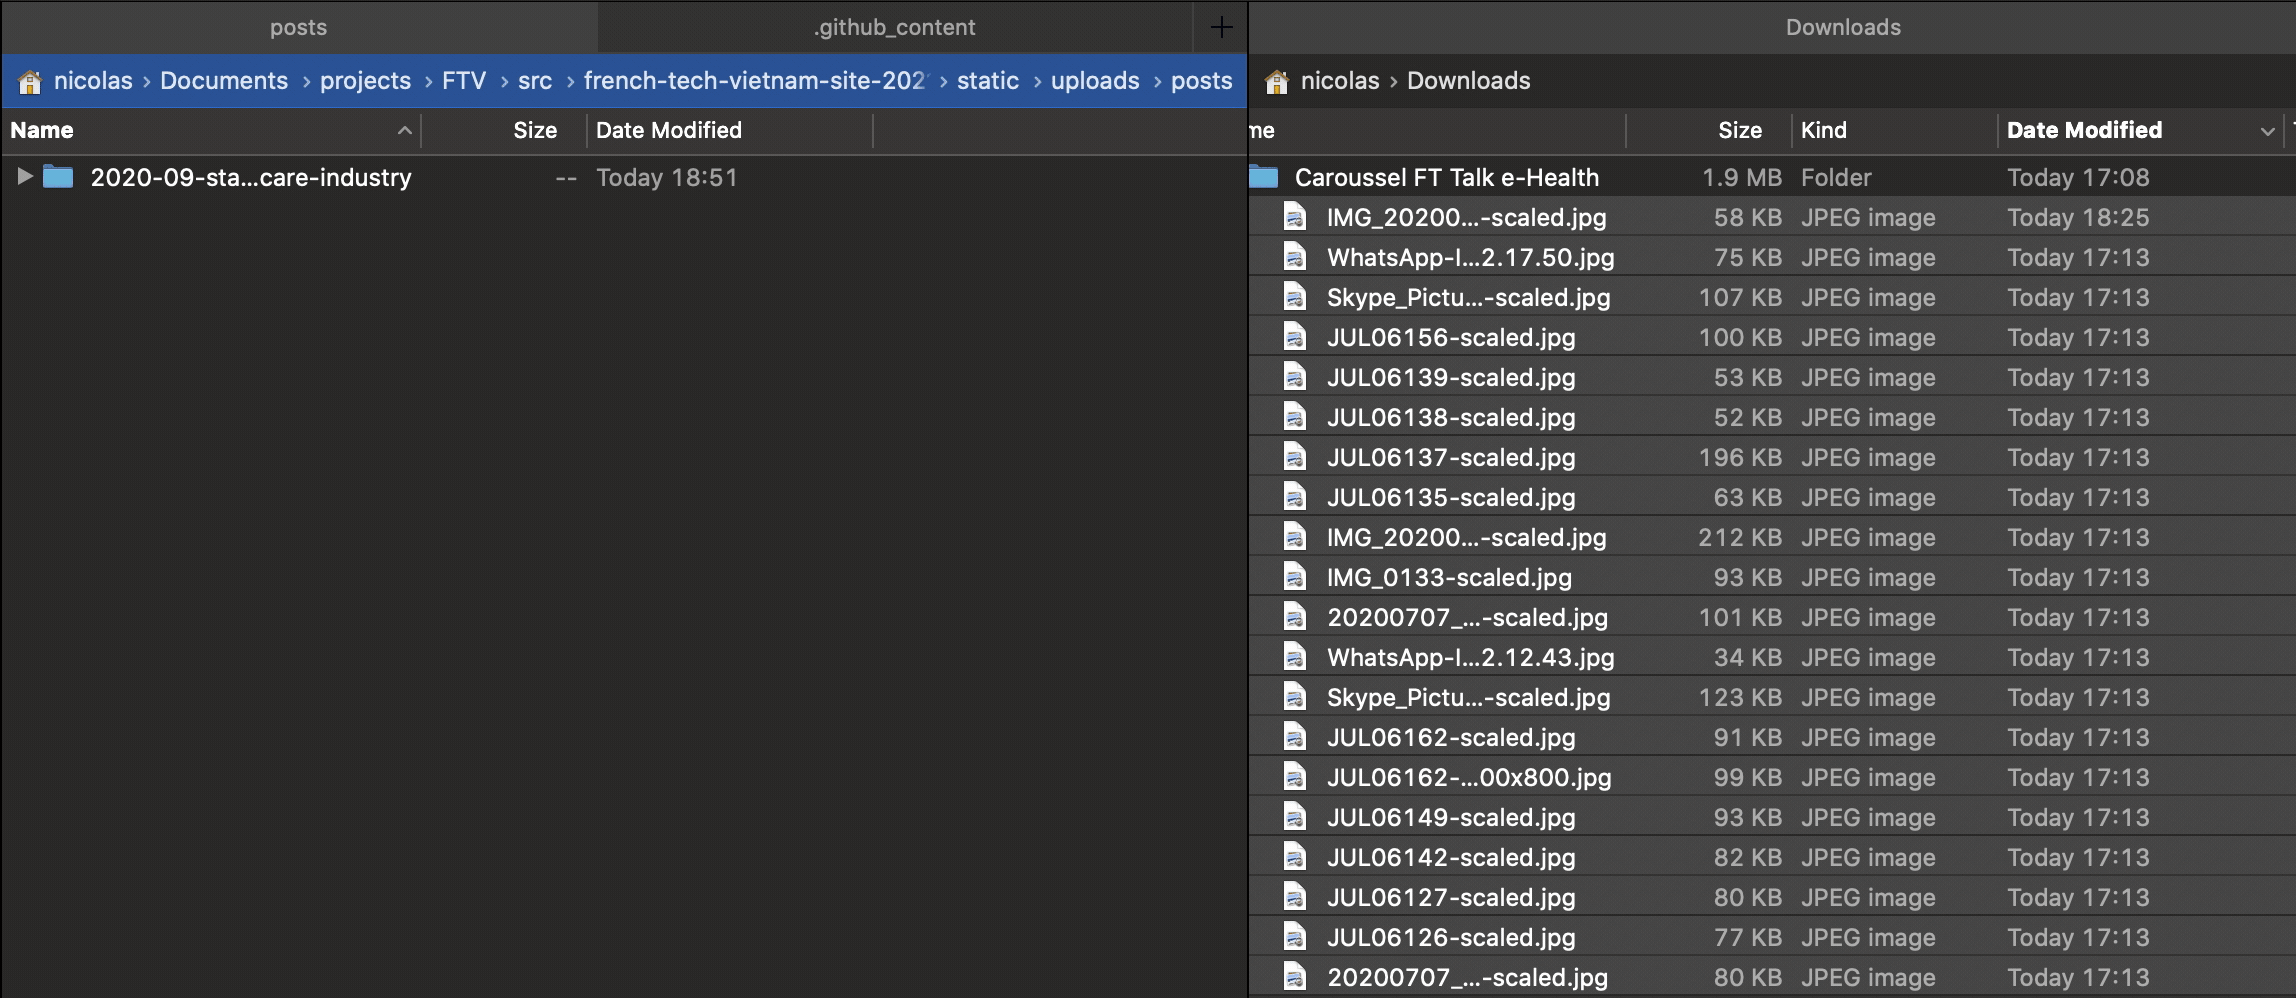 posts
.github_content
nicolas › Documents › projects › FTV › src › french-tech-vietnam-site-202 › static › uploads › posts
Name Size Date Modified
2020-09-sta...care-industry -- Today 18:51
Downloads
nicolas › Downloads
me Size Kind Date Modified
Caroussel FT Talk e-Health 1.9 MB Folder Today 17:08
IMG_20200...-scaled.jpg 58 KB JPEG image Today 18:25
WhatsApp-I...2.17.50.jpg 75 KB JPEG image Today 17:13
Skype_Pictu...-scaled.jpg 107 KB JPEG image Today 17:13
JUL06156-scaled.jpg 100 KB JPEG image Today 17:13
JUL06139-scaled.jpg 53 KB JPEG image Today 17:13
JUL06138-scaled.jpg 52 KB JPEG image Today 17:13
JUL06137-scaled.jpg 196 KB JPEG image Today 17:13
JUL06135-scaled.jpg 63 KB JPEG image Today 17:13
IMG_20200...-scaled.jpg 212 KB JPEG image Today 17:13
IMG_0133-scaled.jpg 93 KB JPEG image Today 17:13
20200707_...-scaled.jpg 101 KB JPEG image Today 17:13
WhatsApp-I...2.12.43.jpg 34 KB JPEG image Today 17:13
Skype_Pictu...-scaled.jpg 123 KB JPEG image Today 17:13
JUL06162-scaled.jpg 91 KB JPEG image Today 17:13
JUL06162-...00x800.jpg 99 KB JPEG image Today 17:13
JUL06149-scaled.jpg 93 KB JPEG image Today 17:13
JUL06142-scaled.jpg 82 KB JPEG image Today 17:13
JUL06127-scaled.jpg 80 KB JPEG image Today 17:13
JUL06126-scaled.jpg 77 KB JPEG image Today 17:13
20200707_...-scaled.jpg 80 KB JPEG image Today 17:13